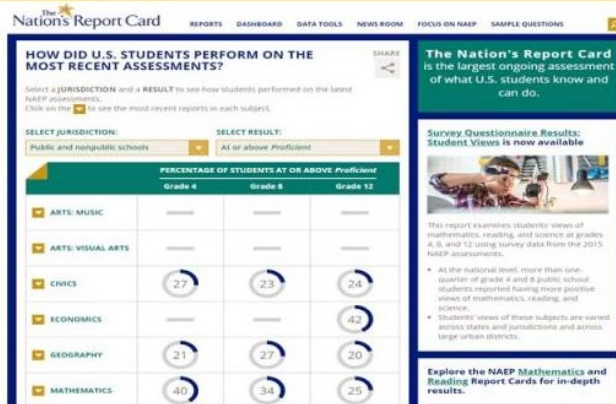 The
Nation's Report Card
REPORTS DASHBOARD DATA TOOLS NEWS ROOM FOCUS ON NAEP SAMPLE QUESTIONS
HOW DID U.S. STUDENTS PERFORM ON THE
MOST RECENT ASSESSMENTS?
SHARE
Select a JURISDICTION and a RESULT to see how students performed on the latest
NAEP assessments.
Click on the to see the most recent reports in each subject.
SELECT JURISDICTION:
SELECT RESULT:
Public and nonpublic schools
At or above Proficient
PERCENTAGE OF STUDENTS AT OR ABOVE Proficient
Grade 4 Grade 8 Grade 12
ARTS: MUSIC
ARTS: VISUAL ARTS
CIVICS 27 23 24
ECONOMICS 42
GEOGRAPHY 21 27 20
MATHEMATICS 40 34 25
The Nation's Report Card
is the largest ongoing assessment
of what U.S. students know and
can do.
Survey Questionnaire Results:
Student Views is now available
This report examines students' views of
mathematics, reading, and science at grades
4, 8, and 12 using survey data from the 2015
NAEP assessments.
At the national level, more than one-
quarter of grade 4 and 8 public school
students reported having more positive
views of mathematics, reading, and
science.
Students' views of these subjects are varied
across states and jurisdictions and across
large urban districts.
Explore the NAEP Mathematics and
Reading Report Cards for in-depth
results.